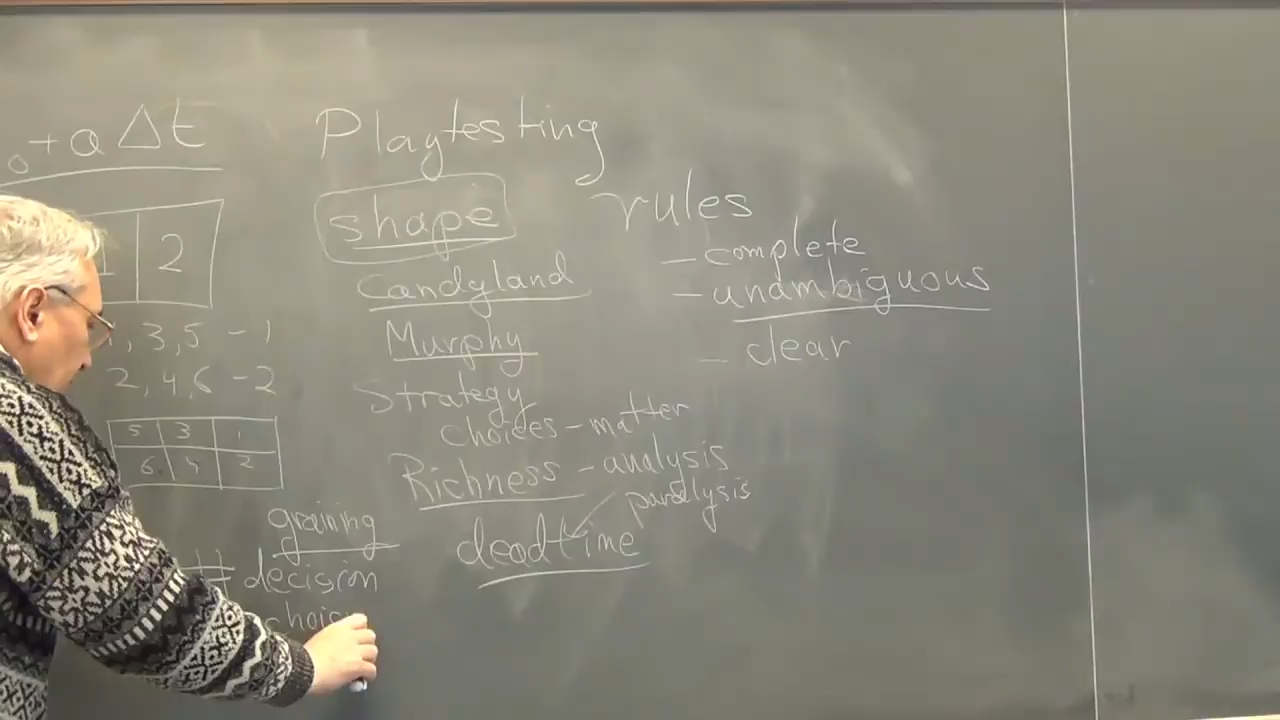 o + a Δt
2
, 3, 5 - 1
2, 4, 6 - 2
5 3 1
6 4 2
graining
# decision
Playtesting
shape
Candyland
Murphy
Strategy
choices - matter
Richness - analysis
paralysis
deadtime
rules
- complete
- unambiguous
- clear